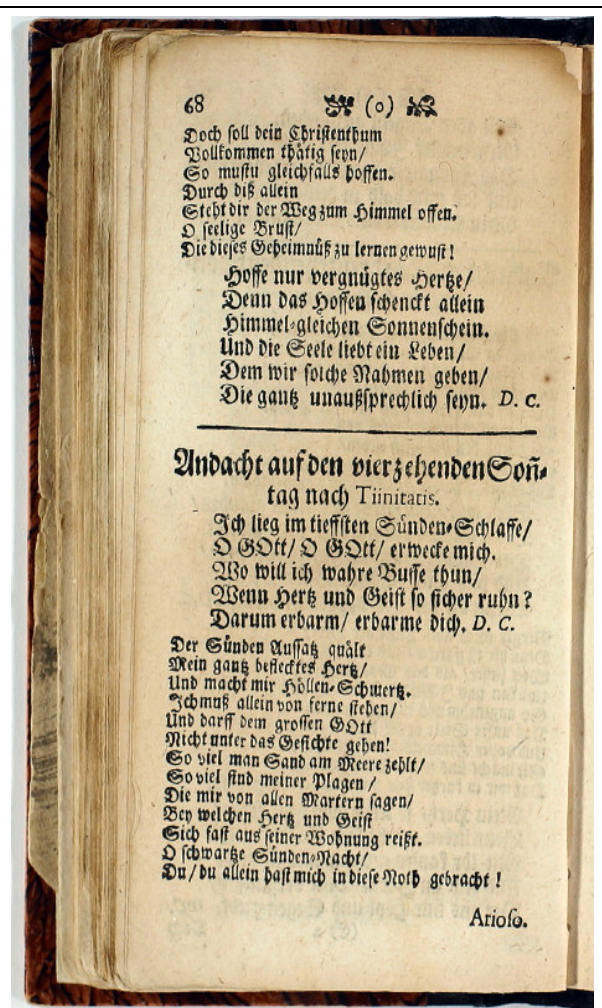 68 (0)
Doch soll dein Christenthum
Vollkommen thätig seyn/
So mustu gleichfalls hoffen.
Durch diß allein
Steht dir der Weg zum Himmel offen.
O seelige Brust/
Die dieses Geheimnüß zu lernen gewust!
Hoffe nur vergnügtes Hertze/
Denn das Hoffen schenckt allein
Himmel-gleichen Sonnenschein.
Und die Seele liebt ein Leben/
Dem wir solche Nahmen geben/
Die gantz unaußsprechlich seyn. D. C.
Andacht auf den vierzehenden Soñ-
tag nach Tiinitatis.
Ich lieg im tieffsten Sünden-Schlaffe/
O GOtt/ O GOtt/ erwecke mich.
Wo will ich wahre Busse thun/
Wenn Hertz und Geist so sicher ruhn?
Darum erbarm/ erbarme dich. D. C.
Der Sünden Aussatz quält
Mein gantz beflecktes Hertz/
Und macht mir Höllen-Schmertz.
Ich muß allein von ferne stehen/
Und darff dem grossen GOtt
Nicht unter das Gesichte gehen!
So viel man Sand am Meere zehlt/
So viel sind meiner Plagen/
Die mir von allen Martern sagen/
Bey welchen Hertz und Geist
Sich fast aus seiner Wohnung reißt.
O schwartze Sünden-Nacht/
Du/ du allein hast mich in diese Noth gebracht!
Arioso.